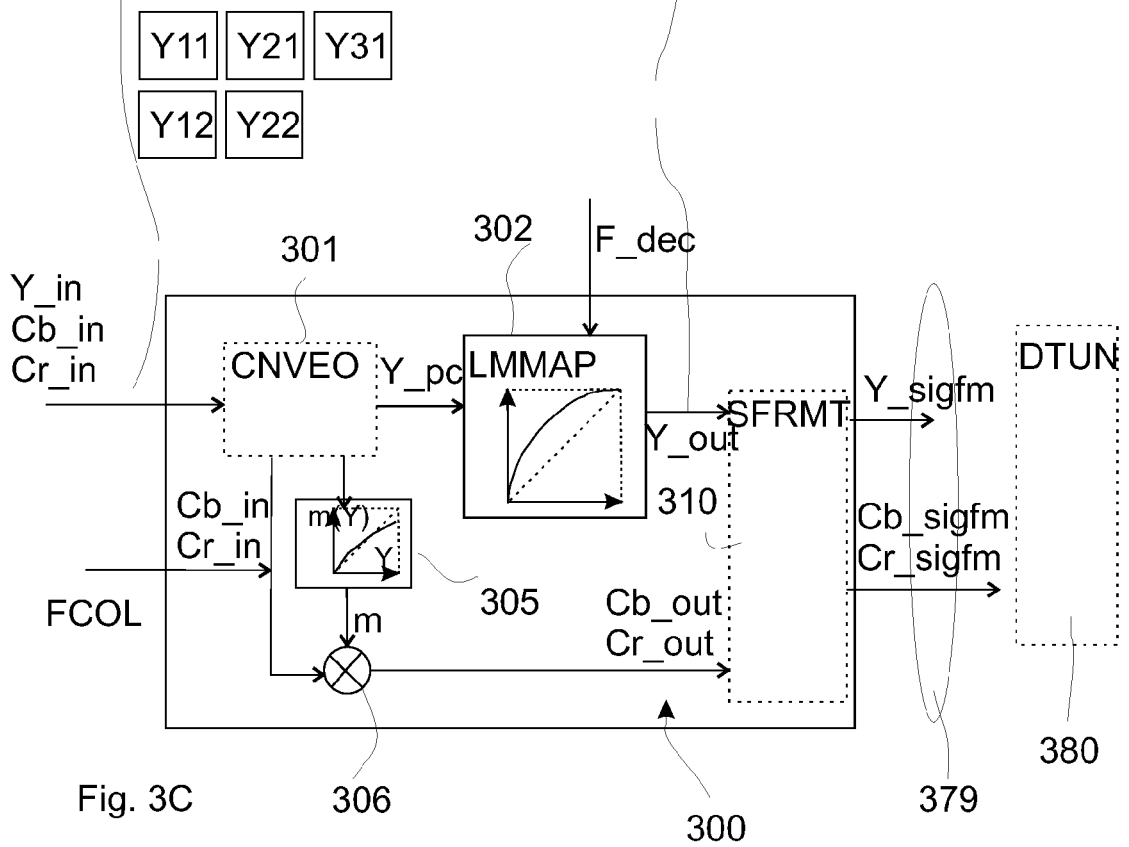 Y11 Y21 Y31
Y12 Y22
302
F_dec
301
Y_in
Cb_in
Cr_in
CNVEO
Y_pc
LMMAP
DTUN
Y_sigfm
SFRMT
Y_out
310
Cb_in
Cr_in
m(Y)
Y
Cb_sigfm
Cr_sigfm
305
FCOL
m
Cb_out
Cr_out
380
Fig. 3C
306
379
300